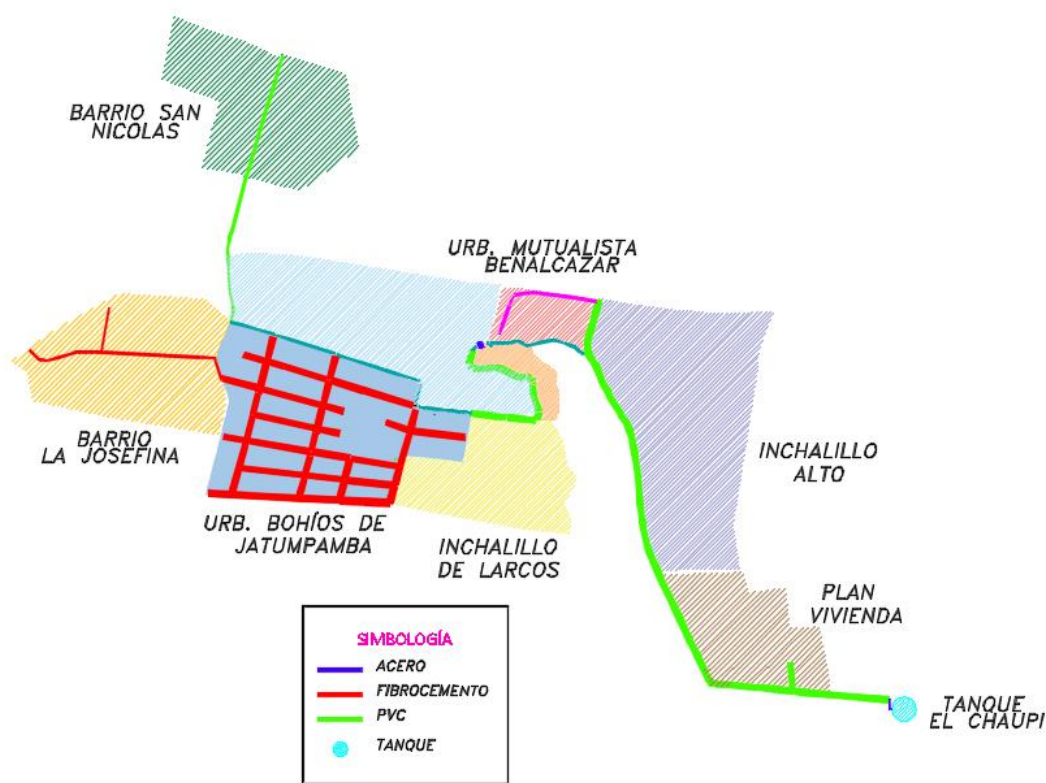 BARRIO SAN
NICOLAS
URB. MUTUALISTA
BENALCAZAR
BARRIO
LA JOSEFINA
INCHALILLO
ALTO
URB. BOHÍOS DE
JATUMPAMBA
INCHALILLO
DE LARCOS
PLAN
VIVIENDA
SIMBOLOGÍA
ACERO
FIBROCEMENTO
PVC
TANQUE
TANQUE
EL CHAUPI